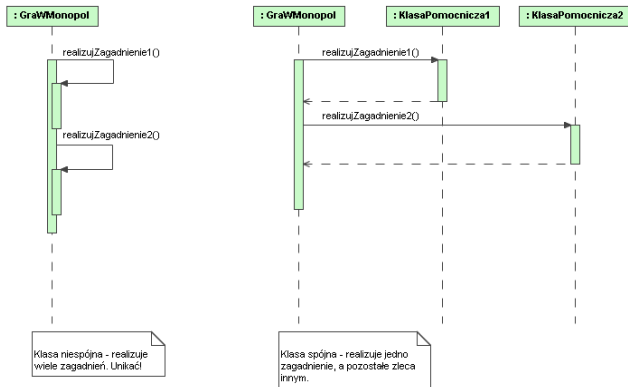 : GraWMonopol
: GraWMonopol
: KlasaPomocnicza1
: KlasaPomocnicza2
realizujZagadnienie1()
realizujZagadnienie2()
realizujZagadnienie1()
realizujZagadnienie2()
Klasa niespójna - realizuje
wiele zagadnień. Unikać!
Klasa spójna - realizuje jedno
zagadnienie, a pozostałe zleca
innym.